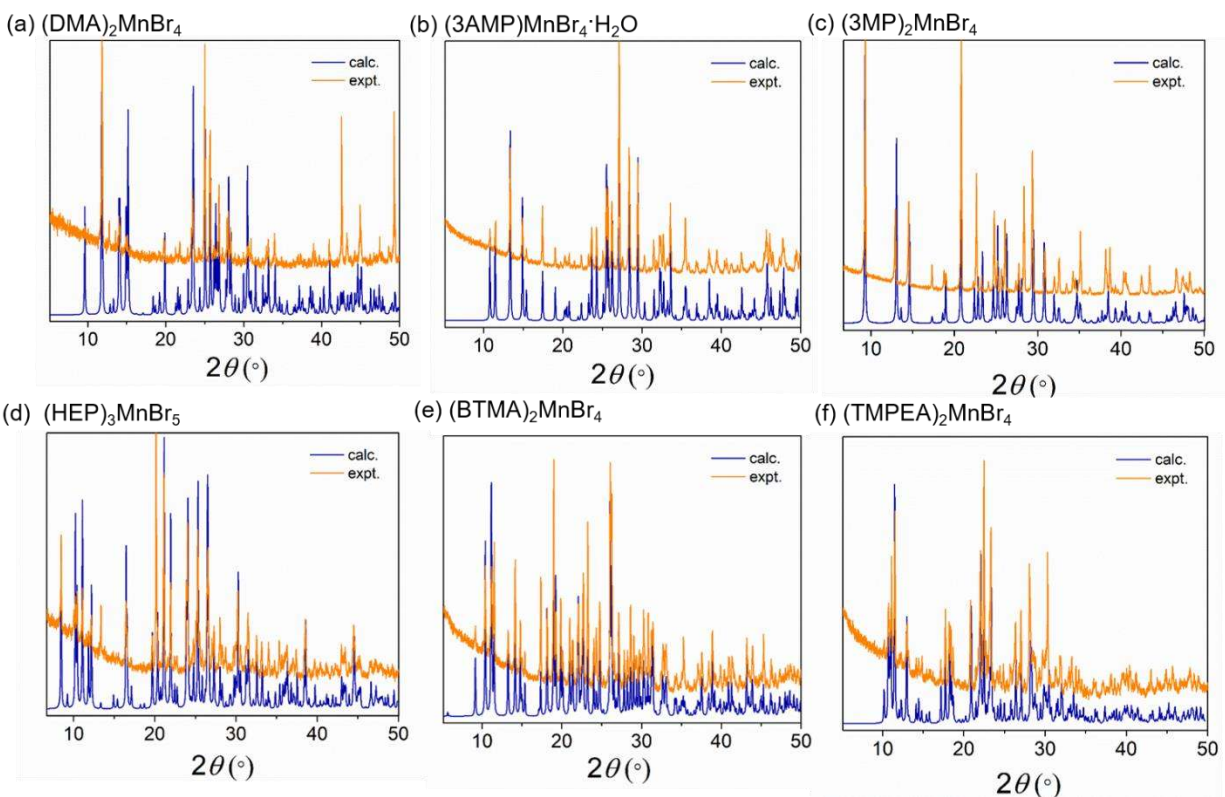 (a) (DMA)₂MnBr₄
calc.
expt.
10 20 30 40 50
2θ (°)
(b) (3AMP)MnBr₄·H₂O
calc.
expt.
10 20 30 40 50
2θ (°)
(c) (3MP)₂MnBr₄
calc.
expt.
10 20 30 40 50
2θ (°)
(d) (HEP)₃MnBr₅
calc.
expt.
10 20 30 40 50
2θ (°)
(e) (BTMA)₂MnBr₄
calc.
expt.
10 20 30 40 50
2θ (°)
(f) (TMPEA)₂MnBr₄
calc.
expt.
10 20 30 40 50
2θ (°)